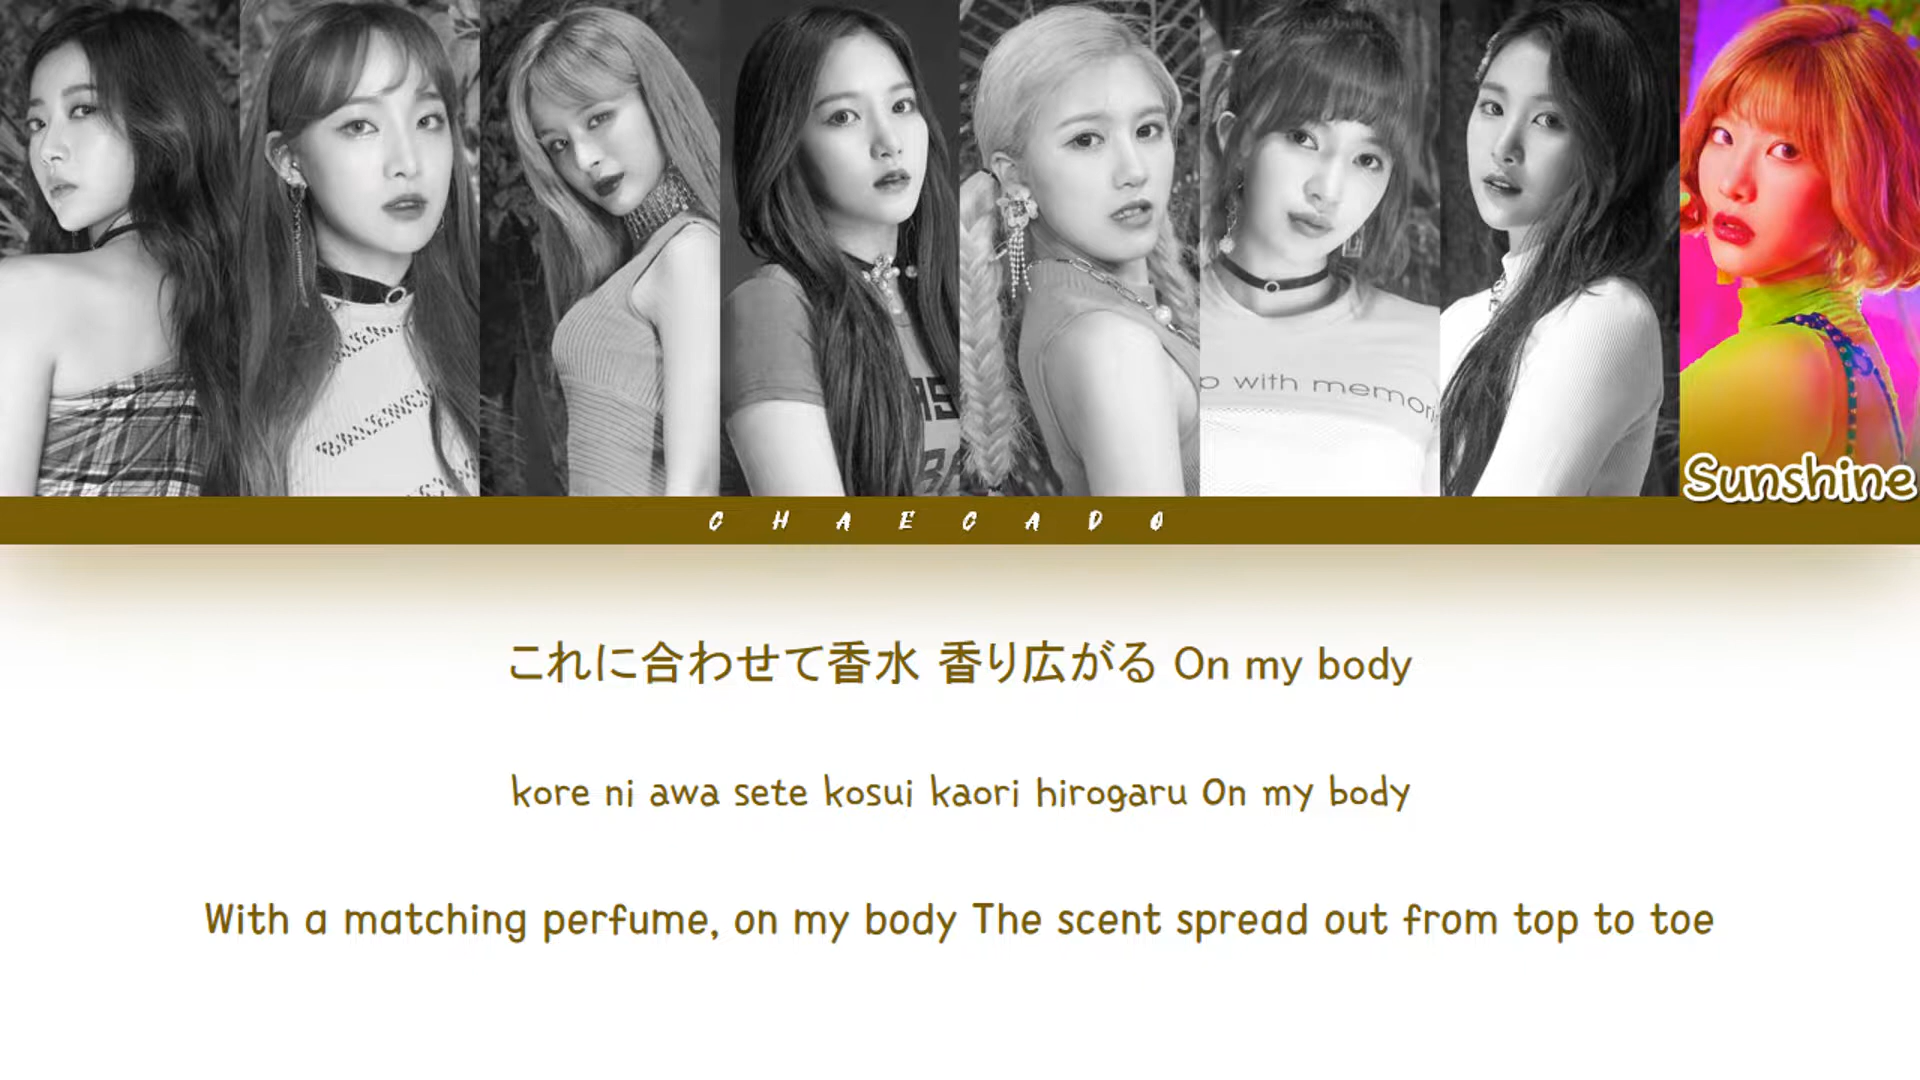 p with memori
Sunshine
C H A E C A D O
これに合わせて香水 香り広がる On my body
kore ni awa sete kosui kaori hirogaru On my body
With a matching perfume, on my body The scent spread out from top to toe